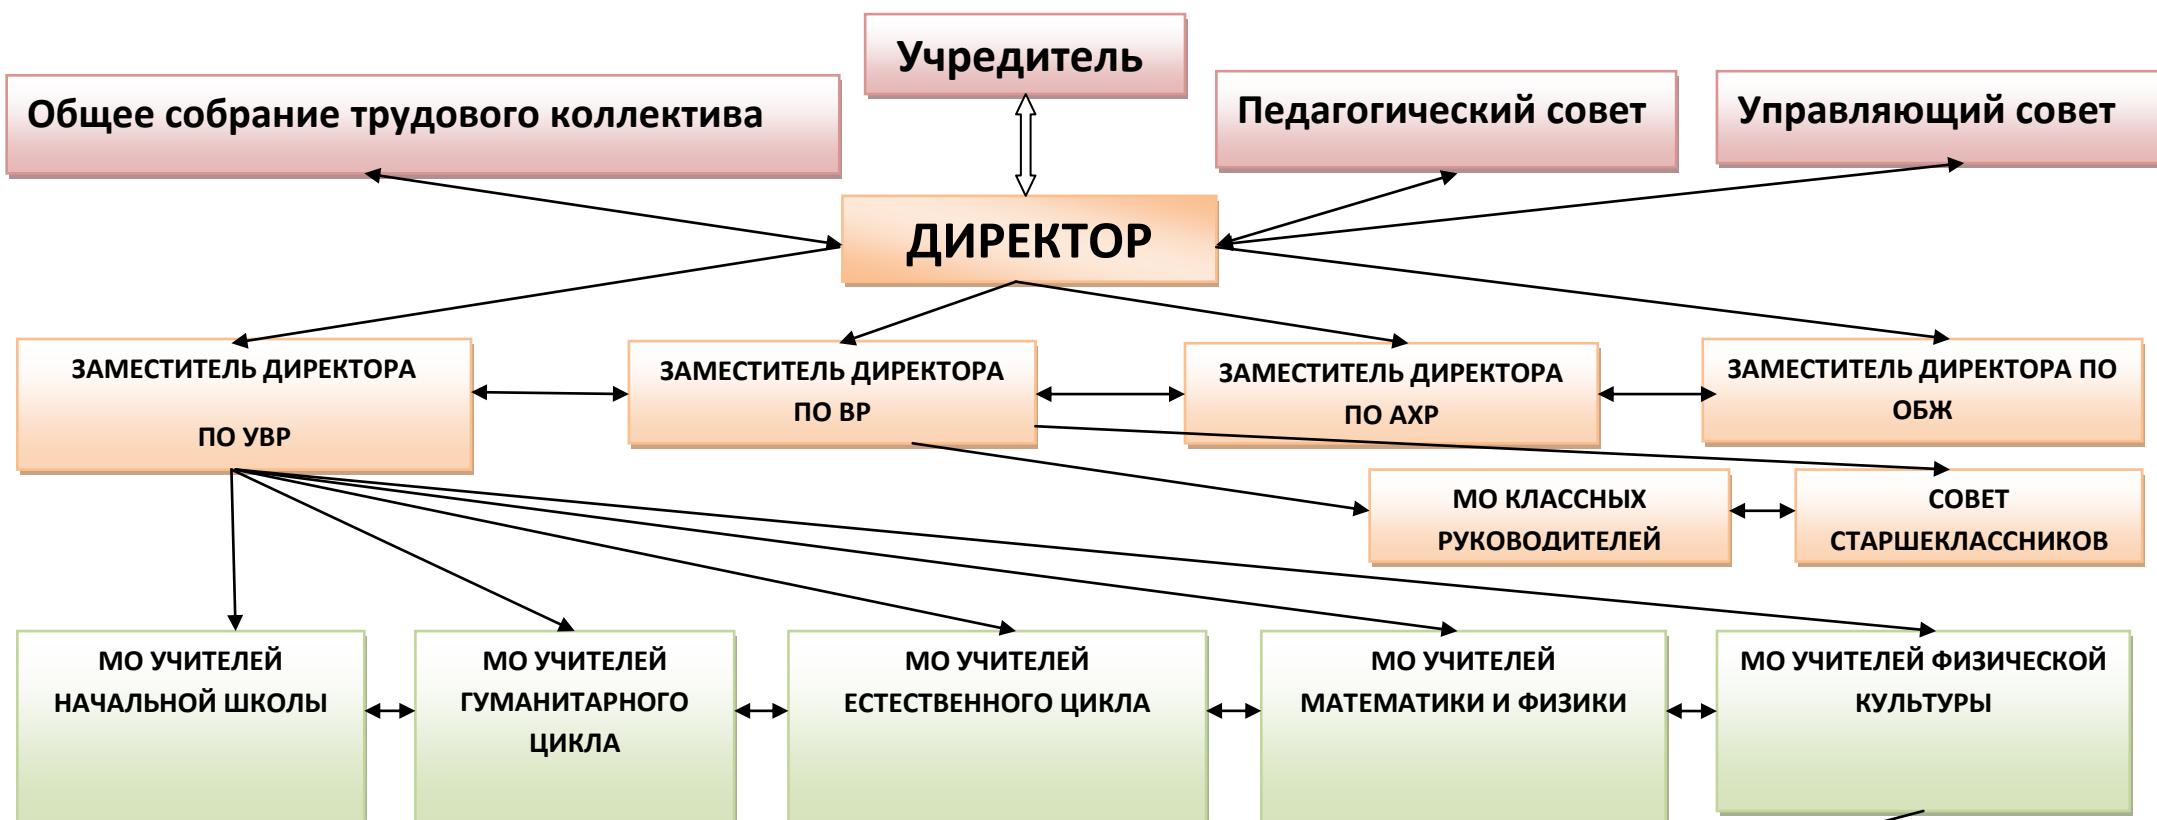 Учредитель
Общее собрание трудового коллектива
Педагогический совет
Управляющий совет
ДИРЕКТОР
ЗАМЕСТИТЕЛЬ ДИРЕКТОРА
ПО УВР
ЗАМЕСТИТЕЛЬ ДИРЕКТОРА
ПО ВР
ЗАМЕСТИТЕЛЬ ДИРЕКТОРА
ПО АХР
ЗАМЕСТИТЕЛЬ ДИРЕКТОРА ПО
ОБЖ
МО КЛАССНЫХ
РУКОВОДИТЕЛЕЙ
СОВЕТ
СТАРШЕКЛАССНИКОВ
МО УЧИТЕЛЕЙ
НАЧАЛЬНОЙ ШКОЛЫ
МО УЧИТЕЛЕЙ
ГУМАНИТАРНОГО
ЦИКЛА
МО УЧИТЕЛЕЙ
ЕСТЕСТВЕННОГО ЦИКЛА
МО УЧИТЕЛЕЙ
МАТЕМАТИКИ И ФИЗИКИ
МО УЧИТЕЛЕЙ ФИЗИЧЕСКОЙ
КУЛЬТУРЫ